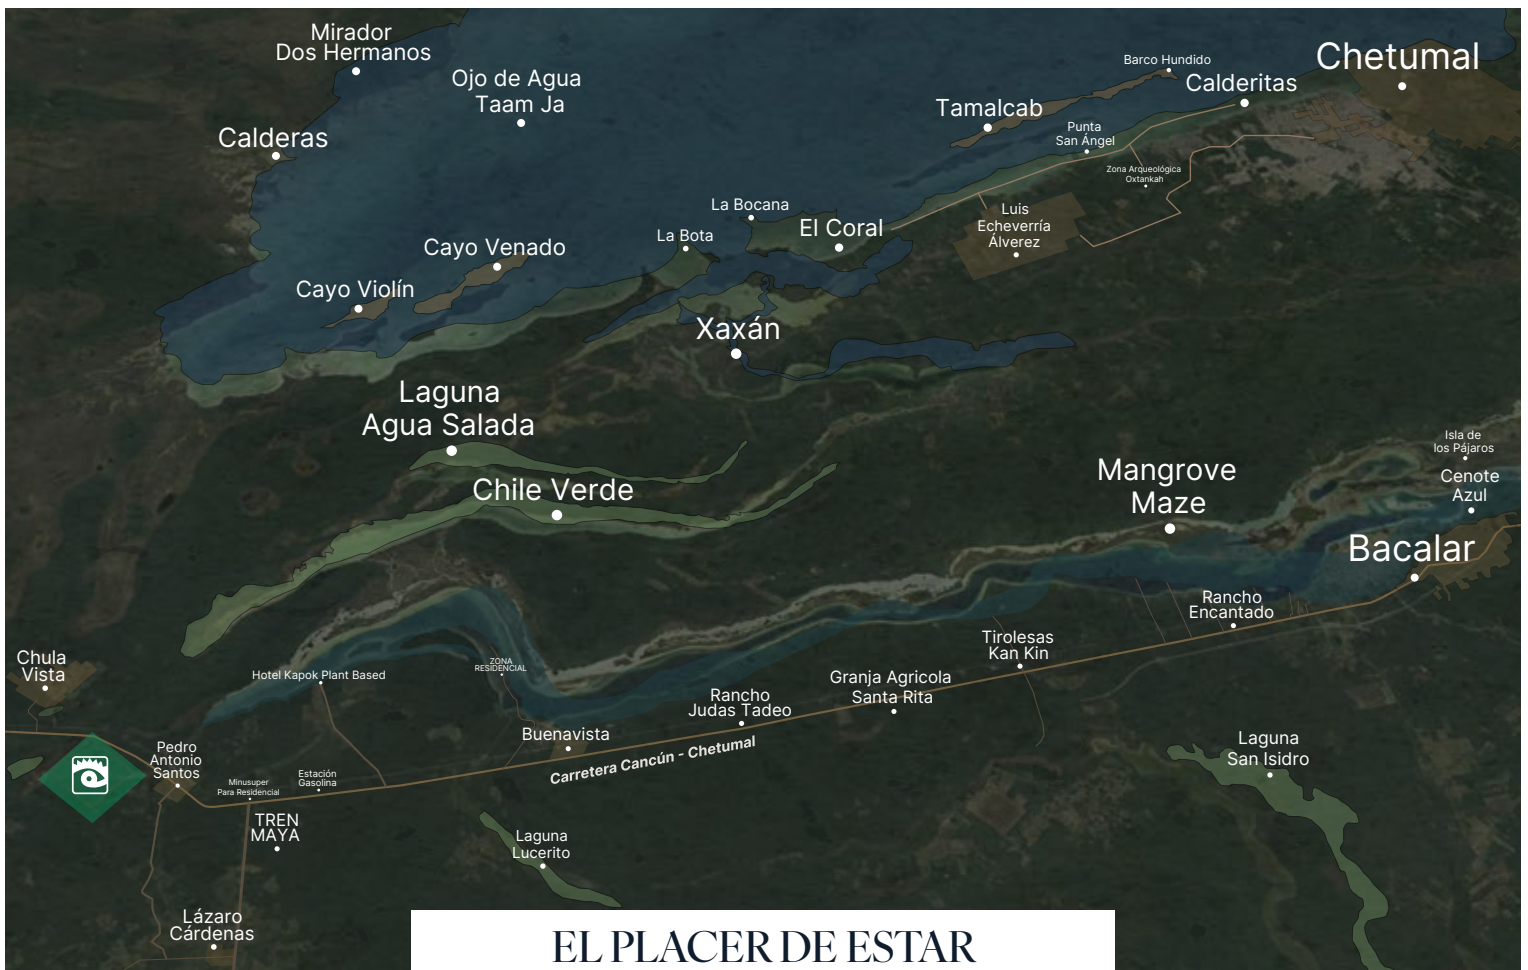 Mirador
Dos Hermanos
Ojo de Agua
Taam Ja
Calderas
Barco Hundido
Chetumal
Calderitas
Tamalcab
Punta
San Ángel
Zona Arqueológica
Oxtankah
La Bocana
Luis
Echeverría
Álverez
El Coral
La Bota
Cayo Venado
Cayo Violín
Xaxán
Laguna
Agua Salada
Chile Verde
Mangrove
Maze
Isla de
los Pájaros
Cenote
Azul
Bacalar
Rancho
Encantado
Tirolesas
Kan Kin
Granja Agricola
Santa Rita
Rancho
Judas Tadeo
ZONA
RESIDENCIAL
Hotel Kapok Plant Based
Chula
Vista
Buenavista
Carretera Cancún - Chetumal
Pedro
Antonio
Santos
Minusuper
Para Residencial
Estación
Gasolina
TREN
MAYA
Laguna
San Isidro
Laguna
Lucerito
Lázaro
Cárdenas
EL PLACER DE ESTAR